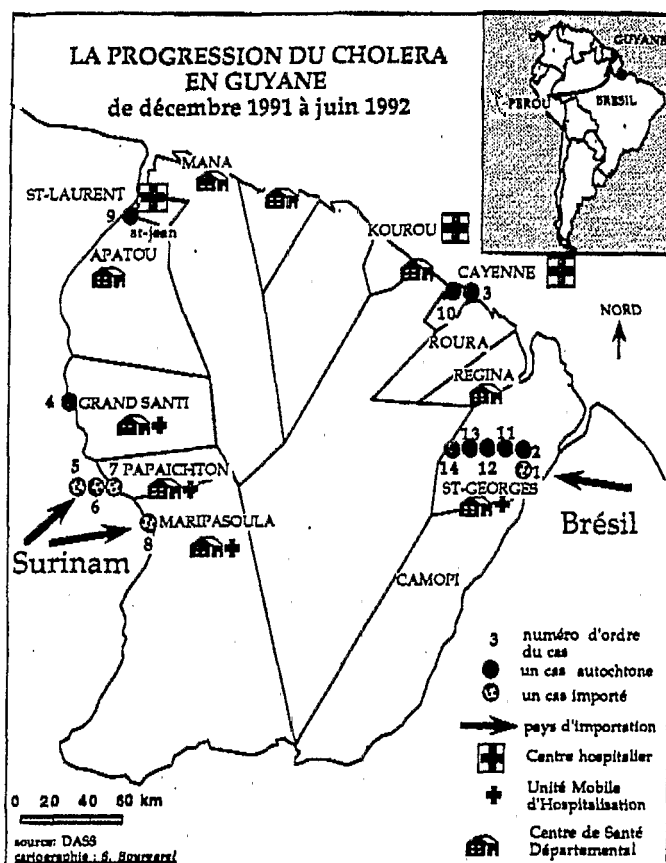 LA PROGRESSION DU CHOLERA
EN GUYANE
de décembre 1991 à juin 1992
GUYANE
PEROU
BRESIL
MANA
ST-LAURENT
9
st-jean
APATOU
KOUROU
CAYENNE
10
3
NORD
ROURA
REGINA
4
GRAND SANTI
13
11
2
14
12
1
5
7
PAPAICHTON
6
ST-GEORGES
MARIPASOULA
8
Surinam
Brésil
CAMOPI
3 numéro d'ordre
du cas
un cas autochtone
un cas importé
pays d'importation
Centre hospitalier
Unité Mobile
d'Hospitalisation
Centre de Santé
Départemental
0 20 40 60 km
source: DASS
cartographie : S. Bourgarel